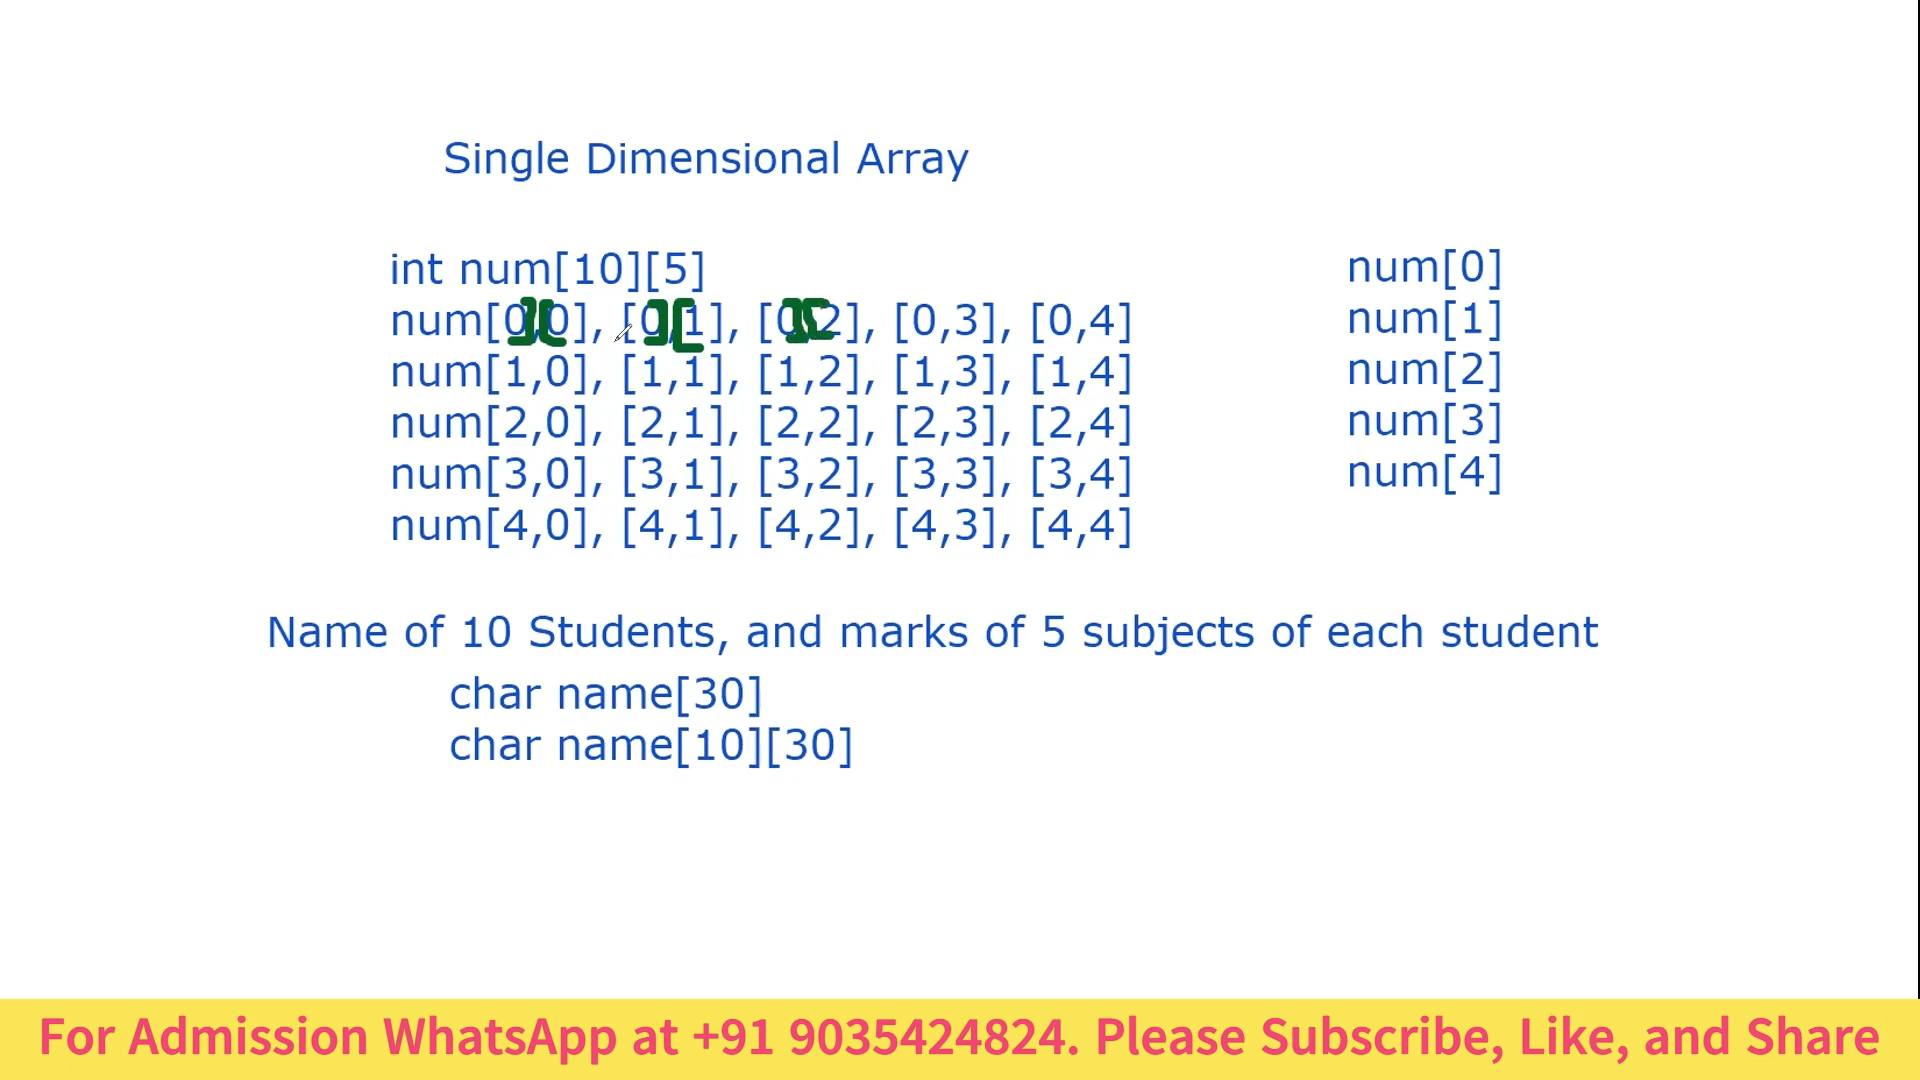 Single Dimensional Array
int num[10][5]
num[0,0], [0,1], [0,2], [0,3], [0,4]
num[1,0], [1,1], [1,2], [1,3], [1,4]
num[2,0], [2,1], [2,2], [2,3], [2,4]
num[3,0], [3,1], [3,2], [3,3], [3,4]
num[4,0], [4,1], [4,2], [4,3], [4,4]
num[0]
num[1]
num[2]
num[3]
num[4]
Name of 10 Students, and marks of 5 subjects of each student
char name[30]
char name[10][30]
For Admission WhatsApp at +91 9035424824. Please Subscribe, Like, and Share